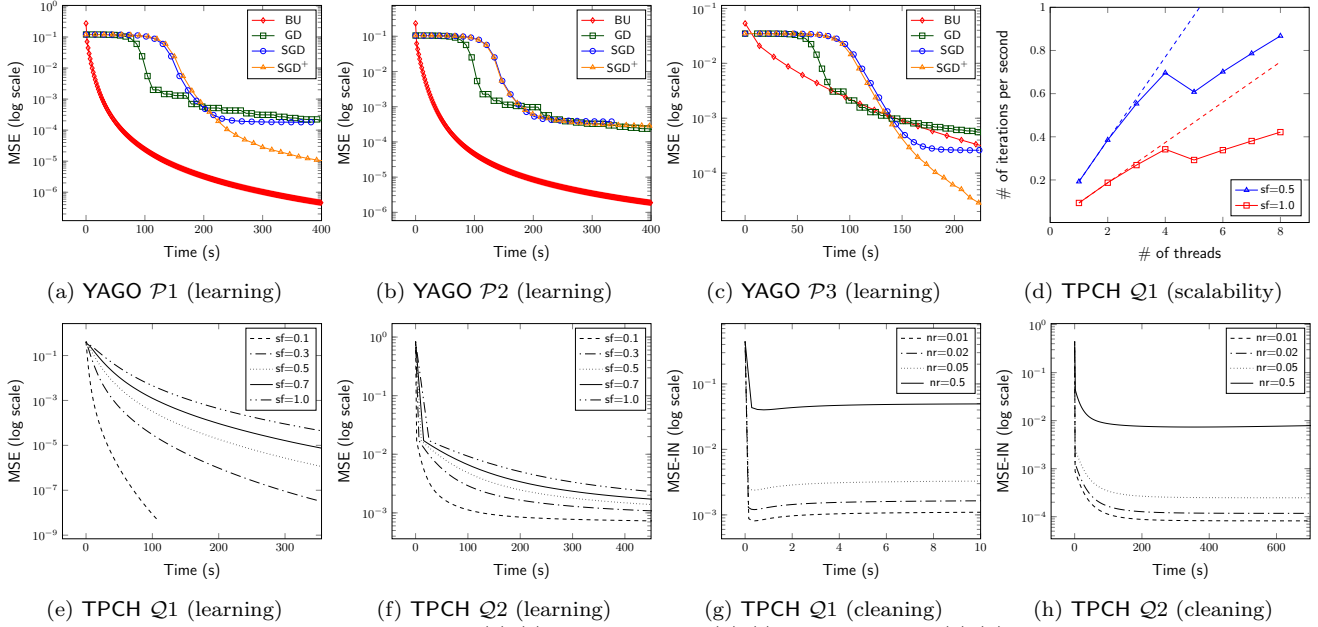 MSE (log scale)
10^0
10^−1
10^−2
10^−3
10^−4
10^−5
10^−6
0
100
200
300
400
Time (s)
BU
GD
SGD
SGD+
(a) YAGO P1 (learning)
MSE (log scale)
10^0
10^−1
10^−2
10^−3
10^−4
10^−5
10^−6
0
100
200
300
400
Time (s)
BU
GD
SGD
SGD+
(b) YAGO P2 (learning)
MSE (log scale)
10^−1
10^−2
10^−3
10^−4
0
50
100
150
200
Time (s)
BU
GD
SGD
SGD+
(c) YAGO P3 (learning)
# of iterations per second
1
0.8
0.6
0.4
0.2
0
2
4
6
8
# of threads
sf=0.5
sf=1.0
(d) TPCH Q1 (scalability)
MSE (log scale)
10^−1
10^−3
10^−5
10^−7
10^−9
0
100
200
300
Time (s)
sf=0.1
sf=0.3
sf=0.5
sf=0.7
sf=1.0
(e) TPCH Q1 (learning)
MSE (log scale)
10^0
10^−1
10^−2
10^−3
0
100
200
300
400
Time (s)
sf=0.1
sf=0.3
sf=0.5
sf=0.7
sf=1.0
(f) TPCH Q2 (learning)
MSE-IN (log scale)
10^−1
10^−2
10^−3
0
2
4
6
8
10
Time (s)
nr=0.01
nr=0.02
nr=0.05
nr=0.5
(g) TPCH Q1 (cleaning)
MSE-IN (log scale)
10^0
10^−1
10^−2
10^−3
10^−4
0
200
400
600
Time (s)
nr=0.01
nr=0.02
nr=0.05
nr=0.5
(h) TPCH Q2 (cleaning)